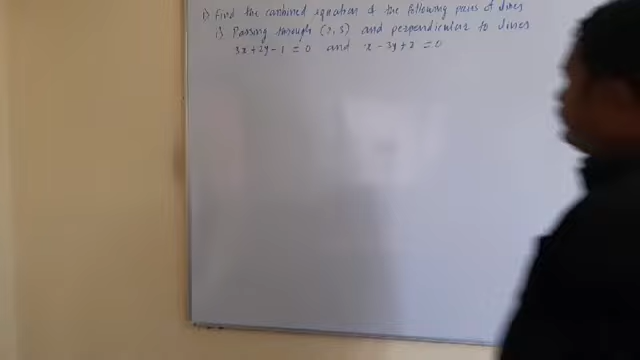 1) Find the combined equation of the following pairs of lines
i) Passing through (2, 3) and perpendicular to lines
3x + 2y - 1 = 0 and x - 3y + 2 = 0